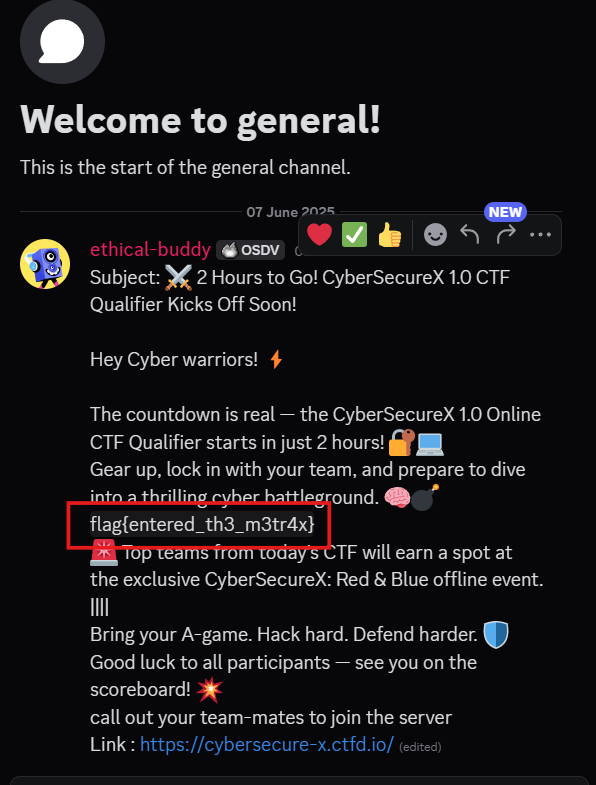 Welcome to general!
This is the start of the general channel.
07 June 2025
NEW
ethical-buddy OSDV
Subject: ⚔️ 2 Hours to Go! CyberSecureX 1.0 CTF
Qualifier Kicks Off Soon!
Hey Cyber warriors! ⚡
The countdown is real — the CyberSecureX 1.0 Online
CTF Qualifier starts in just 2 hours! 🔐💻
Gear up, lock in with your team, and prepare to dive
into a thrilling cyber battleground. 🧠💣
flag{entered_th3_m3tr4x}
🚨 Top teams from today's CTF will earn a spot at
the exclusive CyberSecureX: Red & Blue offline event.
||||
Bring your A-game. Hack hard. Defend harder. 🛡️
Good luck to all participants — see you on the
scoreboard! 💥
call out your team-mates to join the server
Link : https://cybersecure-x.ctfd.io/ (edited)